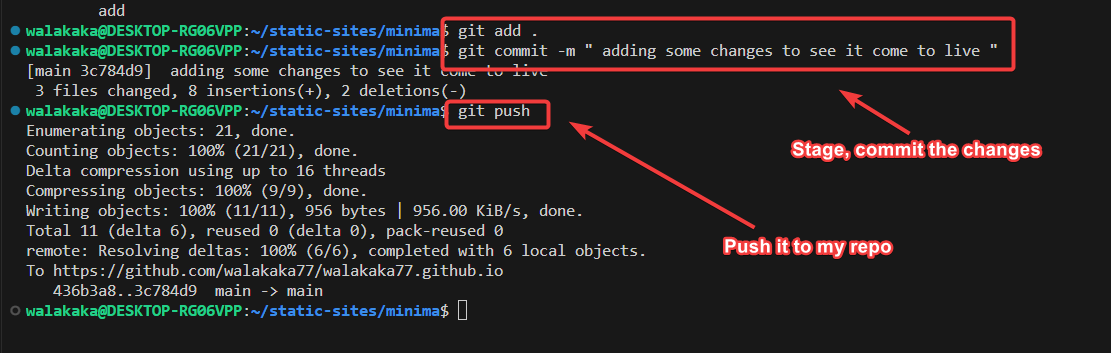 add
walakaka@DESKTOP-RG06VPP:~/static-sites/minima$ git add .
walakaka@DESKTOP-RG06VPP:~/static-sites/minima$ git commit -m " adding some changes to see it come to live "
[main 3c784d9]  adding some changes to see it come to live
 3 files changed, 8 insertions(+), 2 deletions(-)
walakaka@DESKTOP-RG06VPP:~/static-sites/minima$ git push
Enumerating objects: 21, done.
Counting objects: 100% (21/21), done.
Delta compression using up to 16 threads
Stage, commit the changes
Compressing objects: 100% (9/9), done.
Writing objects: 100% (11/11), 956 bytes | 956.00 KiB/s, done.
Total 11 (delta 6), reused 0 (delta 0), pack-reused 0
remote: Resolving deltas: 100% (6/6), completed with 6 local objects.
Push it to my repo
To https://github.com/walakaka77/walakaka77.github.io
   436b3a8..3c784d9  main -> main
walakaka@DESKTOP-RG06VPP:~/static-sites/minima$